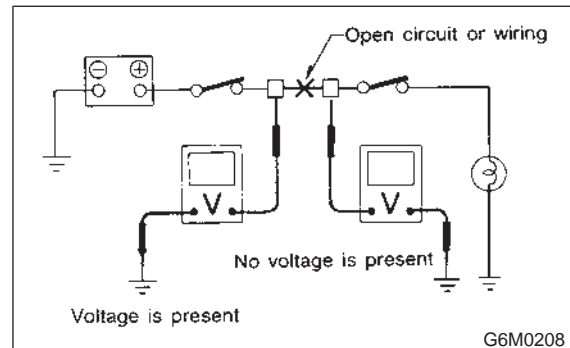 Open circuit or wiring
⊖ ⊕
V V
No voltage is present
Voltage is present
G6M0208